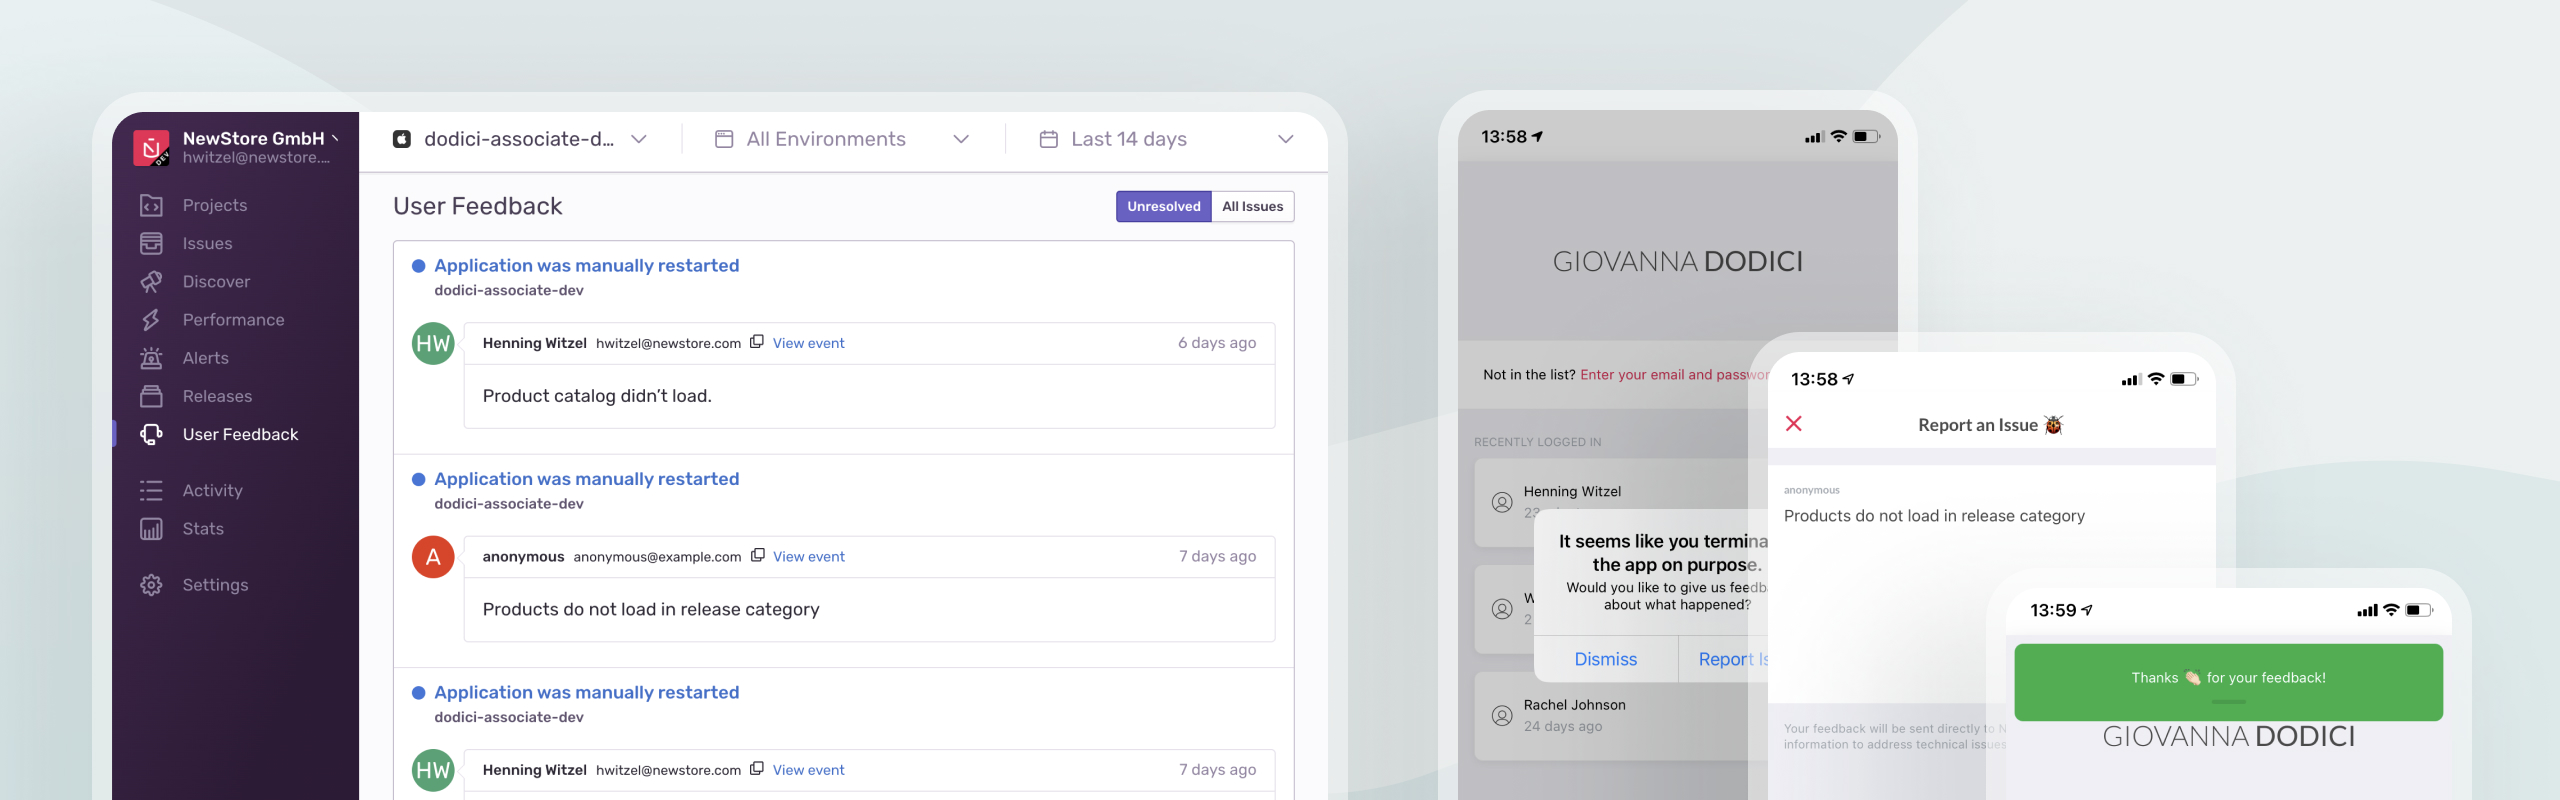 NewStore GmbH
hwitzel@newstore....
DEV
Projects
Issues
Discover
Performance
Alerts
Releases
User Feedback
Activity
Stats
Settings
dodici-associate-d...
All Environments
Last 14 days
User Feedback
Unresolved
All Issues
Application was manually restarted
dodici-associate-dev
HW
Henning Witzel hwitzel@newstore.com View event 6 days ago
Product catalog didn't load.
Application was manually restarted
dodici-associate-dev
A
anonymous anonymous@example.com View event 7 days ago
Products do not load in release category
Application was manually restarted
dodici-associate-dev
HW
Henning Witzel hwitzel@newstore.com View event 7 days ago
13:58
GIOVANNA DODICI
Not in the list? Enter your email and passwor
RECENTLY LOGGED IN
Henning Witzel
23
W
2
It seems like you termina
the app on purpose.
Would you like to give us feedba
about what happened?
Dismiss
Report Is
Rachel Johnson
24 days ago
13:58
Report an Issue 🐞
anonymous
Products do not load in release category
Your feedback will be sent directly to N
information to address technical issues
13:59
Thanks 👏🏻 for your feedback!
GIOVANNA DODICI